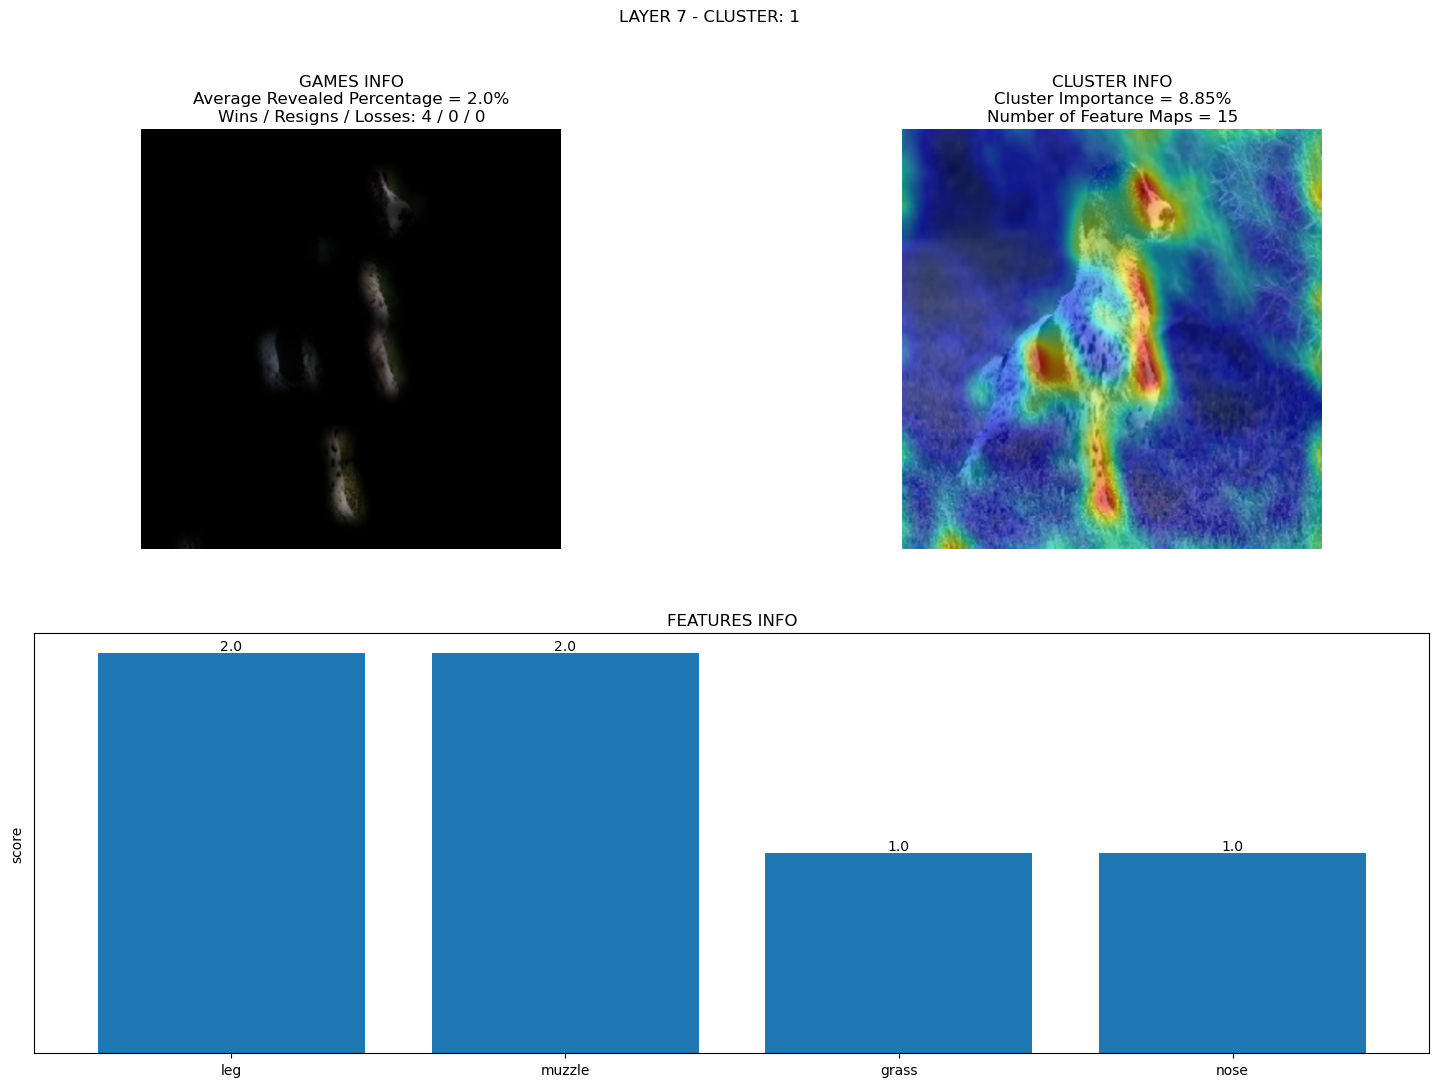 LAYER 7 - CLUSTER: 1
GAMES INFO
Average Revealed Percentage = 2.0%
Wins / Resigns / Losses: 4 / 0 / 0
CLUSTER INFO
Cluster Importance = 8.85%
Number of Feature Maps = 15
FEATURES INFO
score
2.0
2.0
1.0
1.0
leg
muzzle
grass
nose